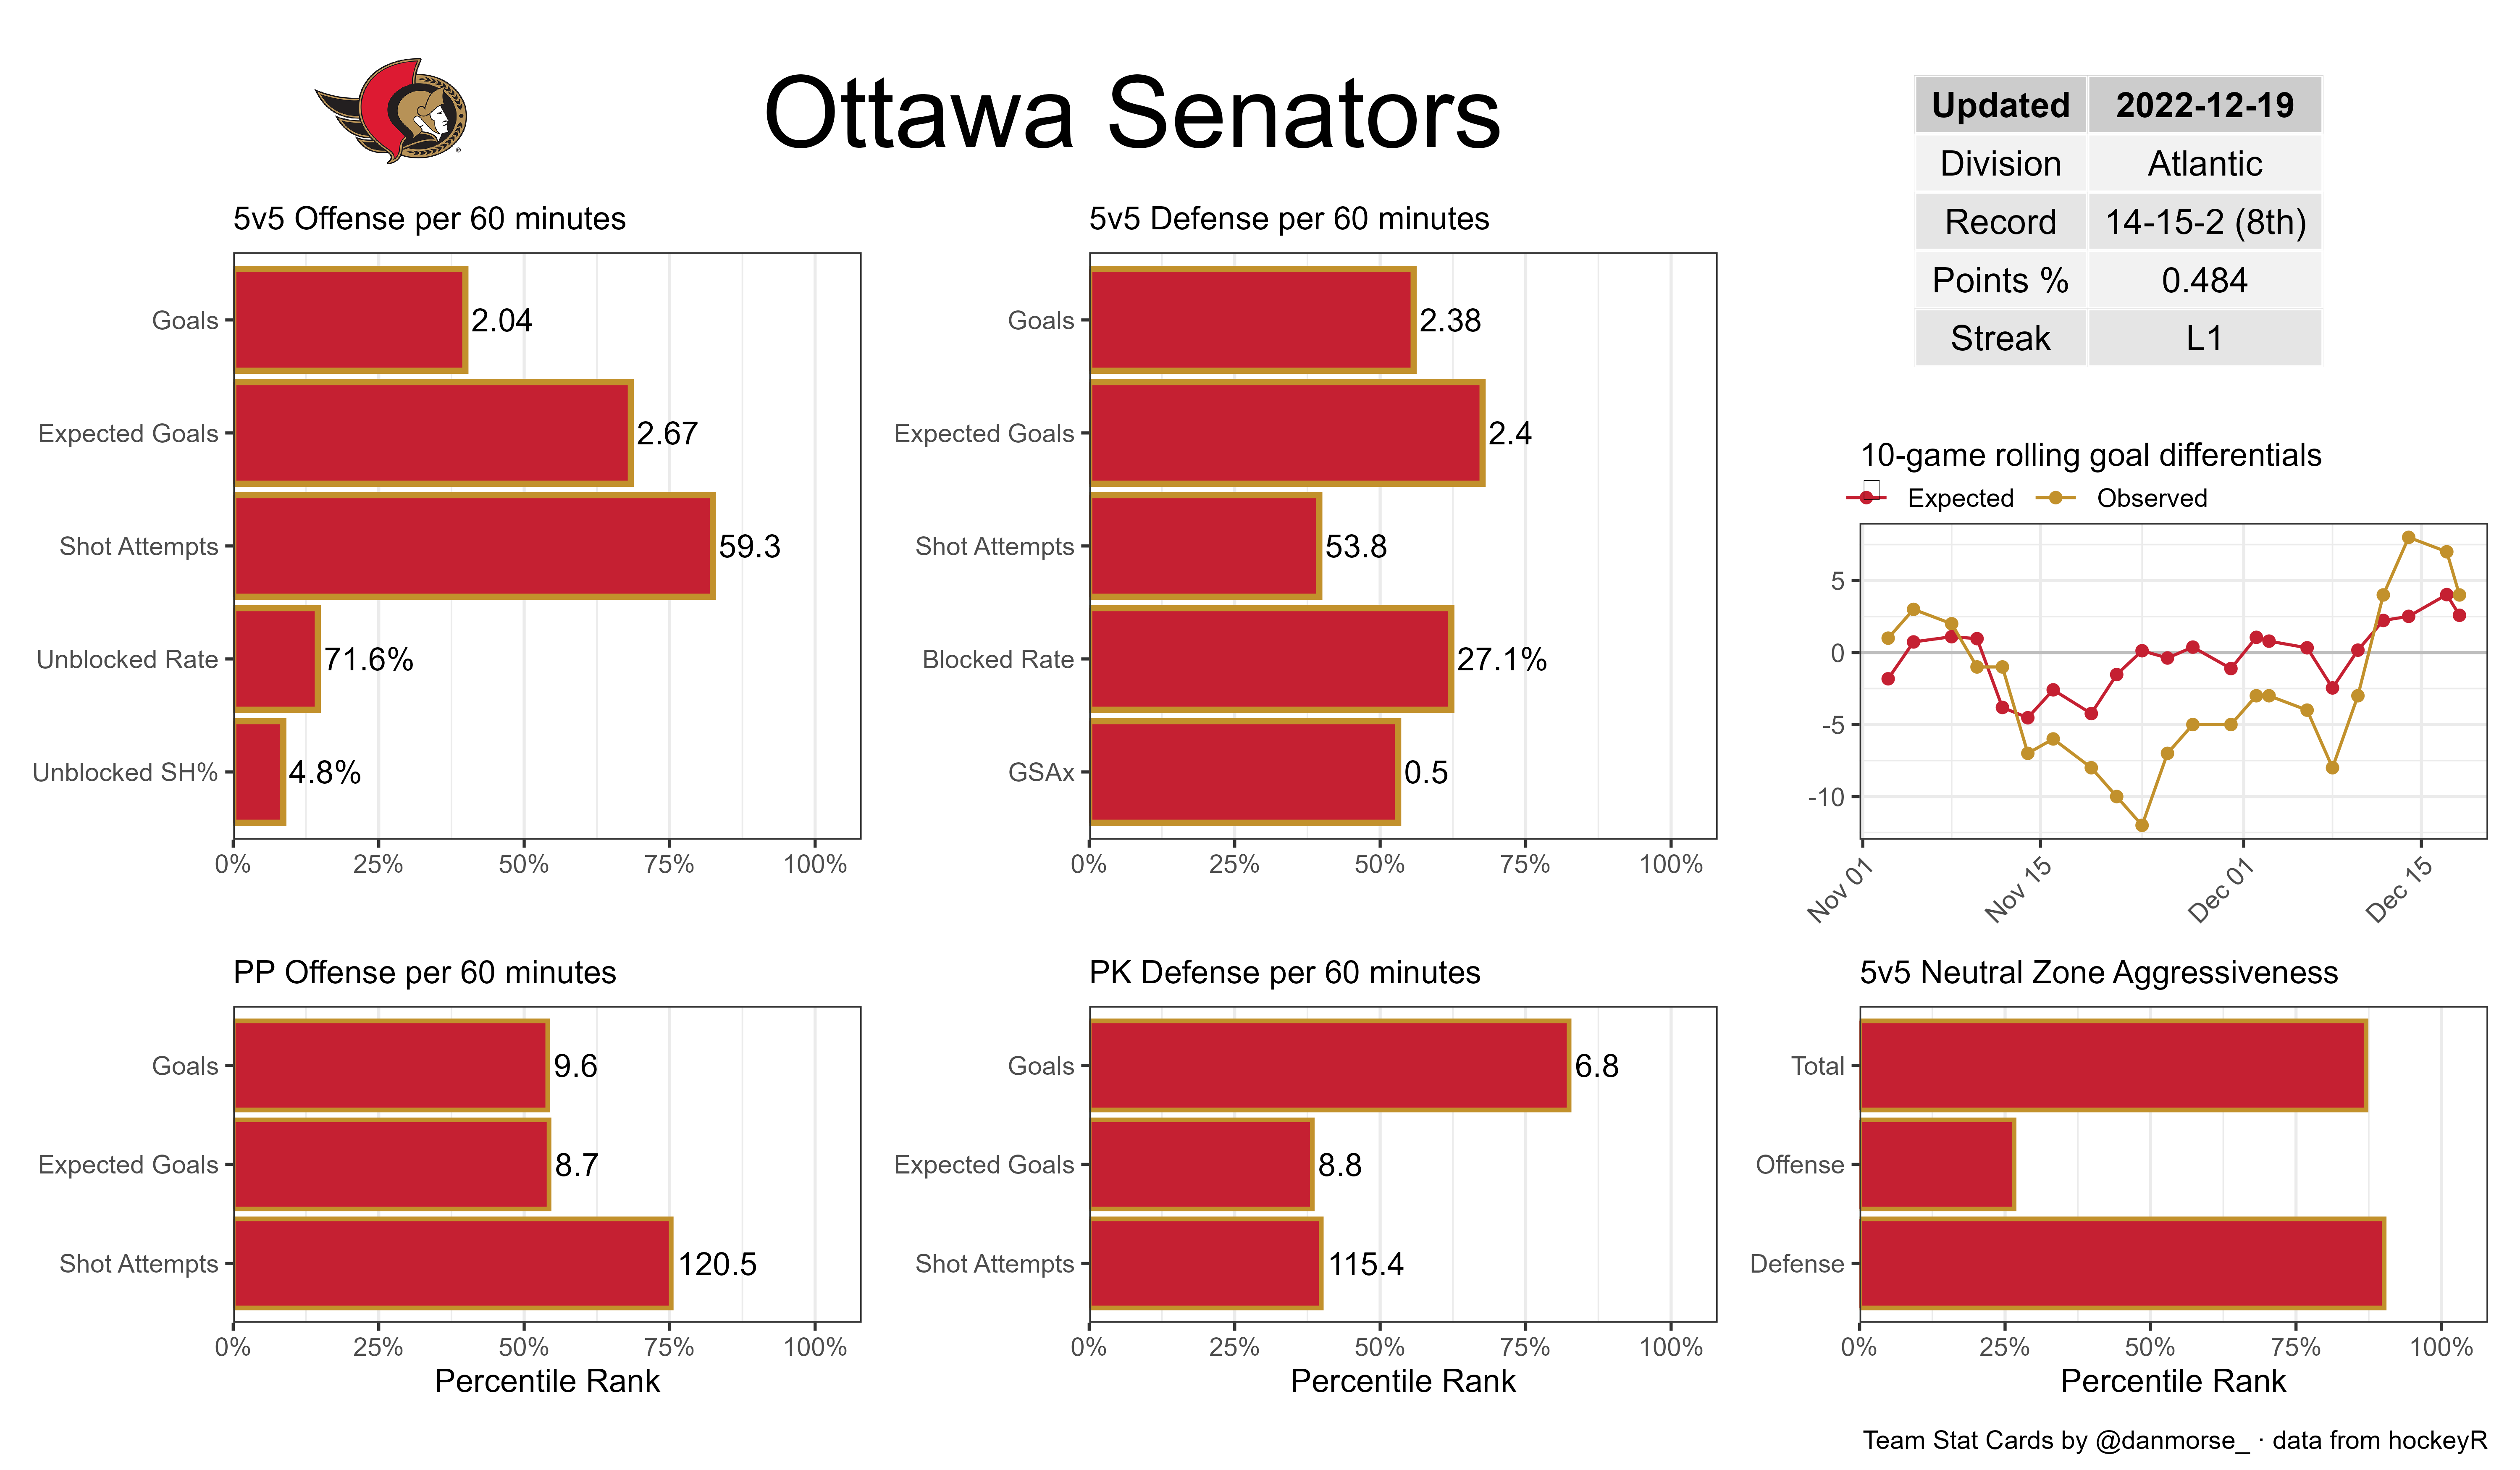 Ottawa Senators
Updated 2022-12-19
Division Atlantic
Record 14-15-2 (8th)
Points % 0.484
Streak L1
5v5 Offense per 60 minutes
Goals 2.04
Expected Goals 2.67
Shot Attempts 59.3
Unblocked Rate 71.6%
Unblocked SH% 4.8%
0% 25% 50% 75% 100%
5v5 Defense per 60 minutes
Goals 2.38
Expected Goals 2.4
Shot Attempts 53.8
Blocked Rate 27.1%
GSAx 0.5
0% 25% 50% 75% 100%
10-game rolling goal differentials
Expected Observed
5
0
-5
-10
Nov 01 Nov 15 Dec 01 Dec 15
PP Offense per 60 minutes
Goals 9.6
Expected Goals 8.7
Shot Attempts 120.5
0% 25% 50% 75% 100%
Percentile Rank
PK Defense per 60 minutes
Goals 6.8
Expected Goals 8.8
Shot Attempts 115.4
0% 25% 50% 75% 100%
Percentile Rank
5v5 Neutral Zone Aggressiveness
Total
Offense
Defense
0% 25% 50% 75% 100%
Percentile Rank
Team Stat Cards by @danmorse_ · data from hockeyR